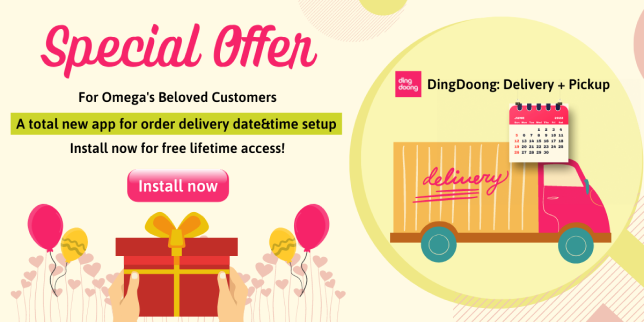 Special Offer
For Omega's Beloved Customers
A total new app for order delivery date&time setup
Install now for free lifetime access!
Install now
ding
doong
DingDoong: Delivery + Pickup
delivery